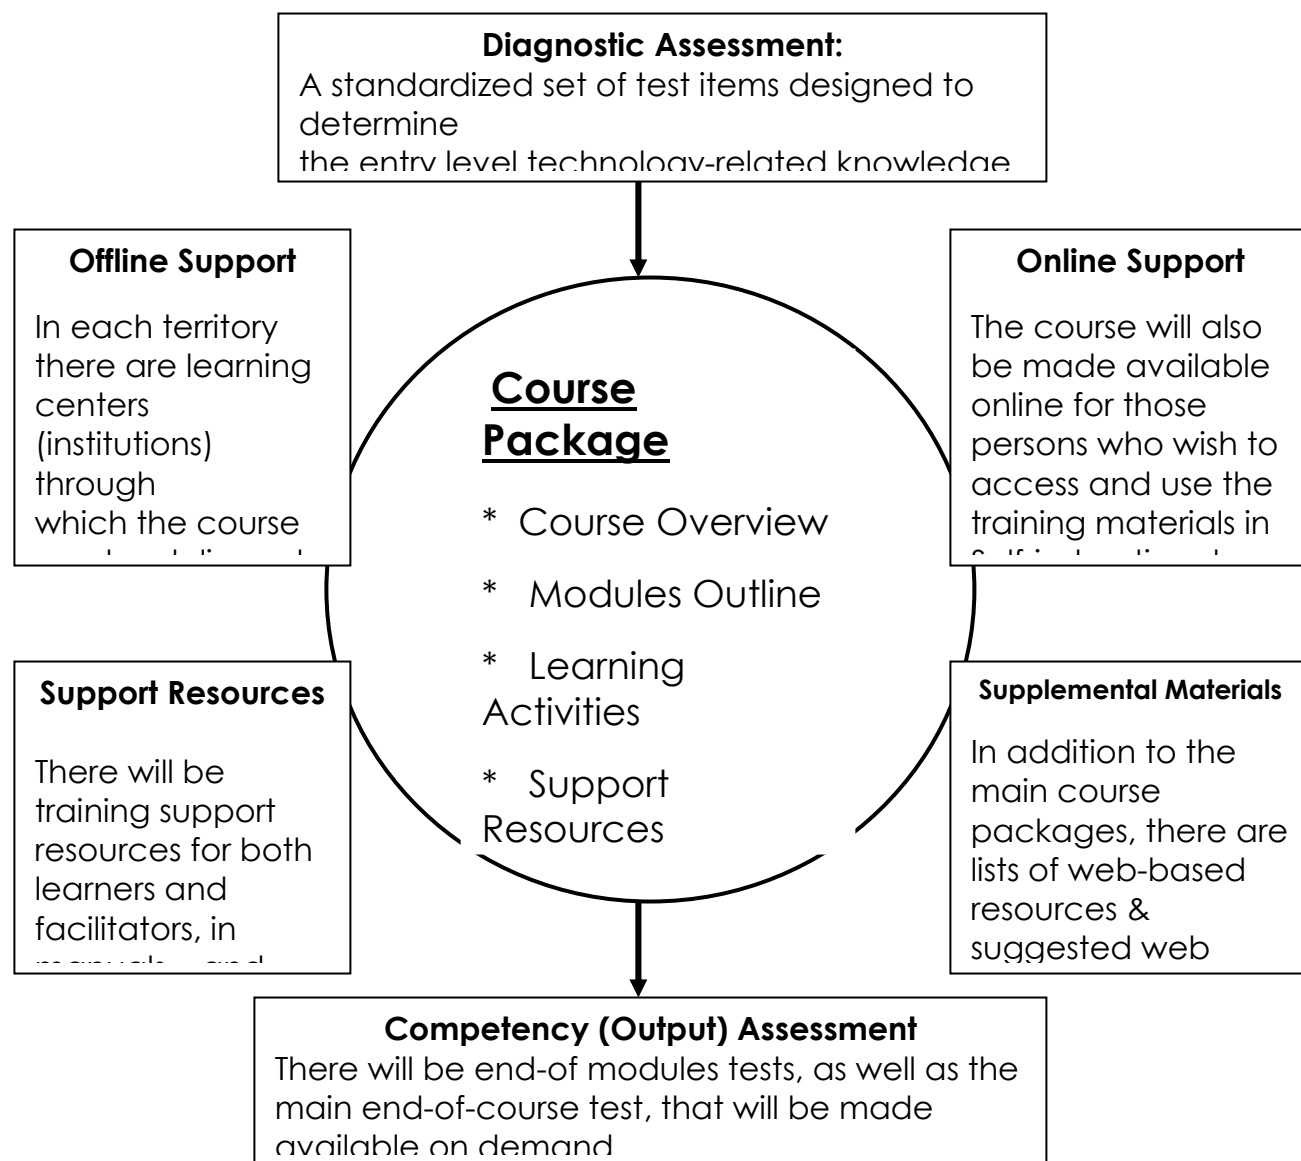 Diagnostic Assessment:
A standardized set of test items designed to
determine
the entry level technology-related knowledge
Offline Support
In each territory
there are learning
centers
(institutions)
through
which the course
Online Support
The course will also
be made available
online for those
persons who wish to
access and use the
training materials in
Course
Package
* Course Overview
* Modules Outline
* Learning
Activities
* Support
Resources
Support Resources
There will be
training support
resources for both
learners and
facilitators, in
Supplemental Materials
In addition to the
main course
packages, there are
lists of web-based
resources &
suggested web
Competency (Output) Assessment
There will be end-of modules tests, as well as the
main end-of-course test, that will be made
available on demand